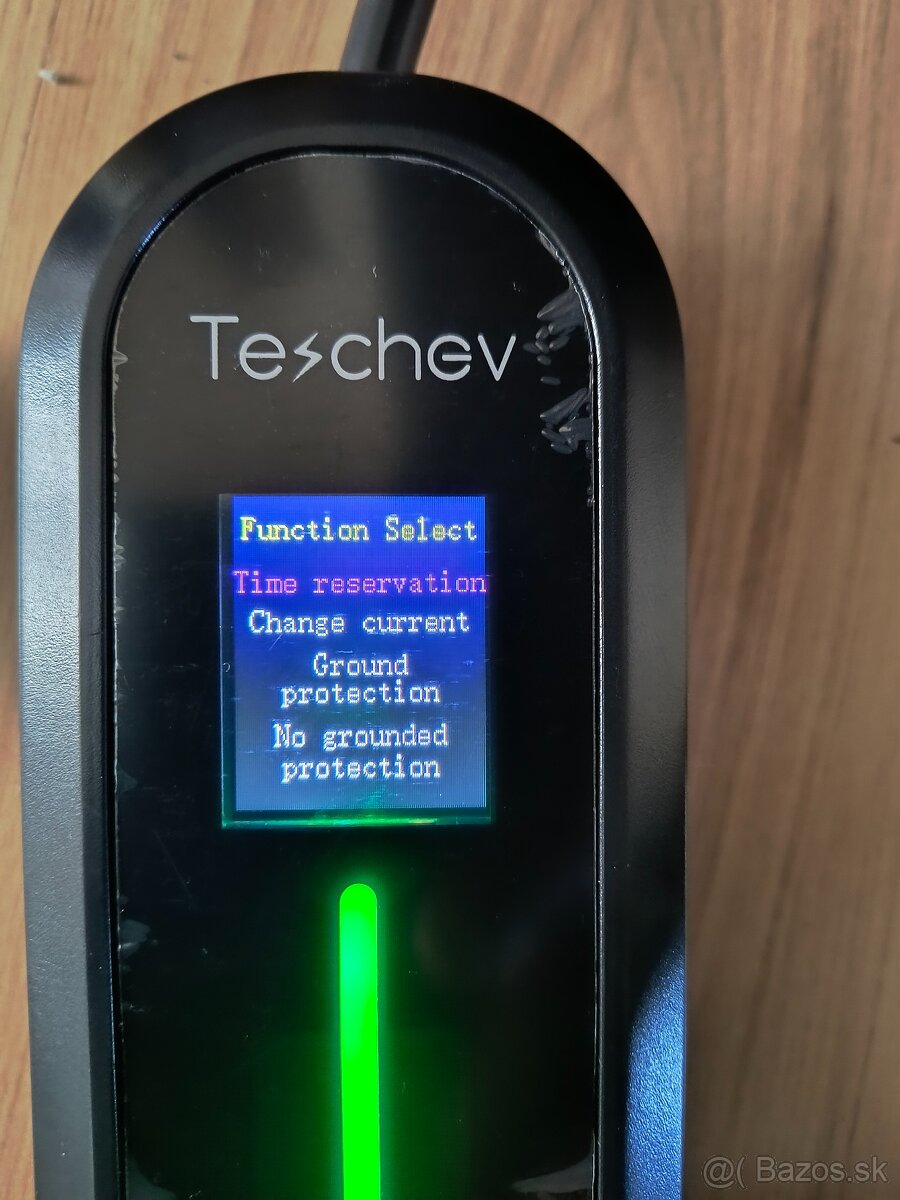 Teschev
Function Select
Time reservation
Change current
Ground
protection
No grounded
protection
@( Bazos.sk